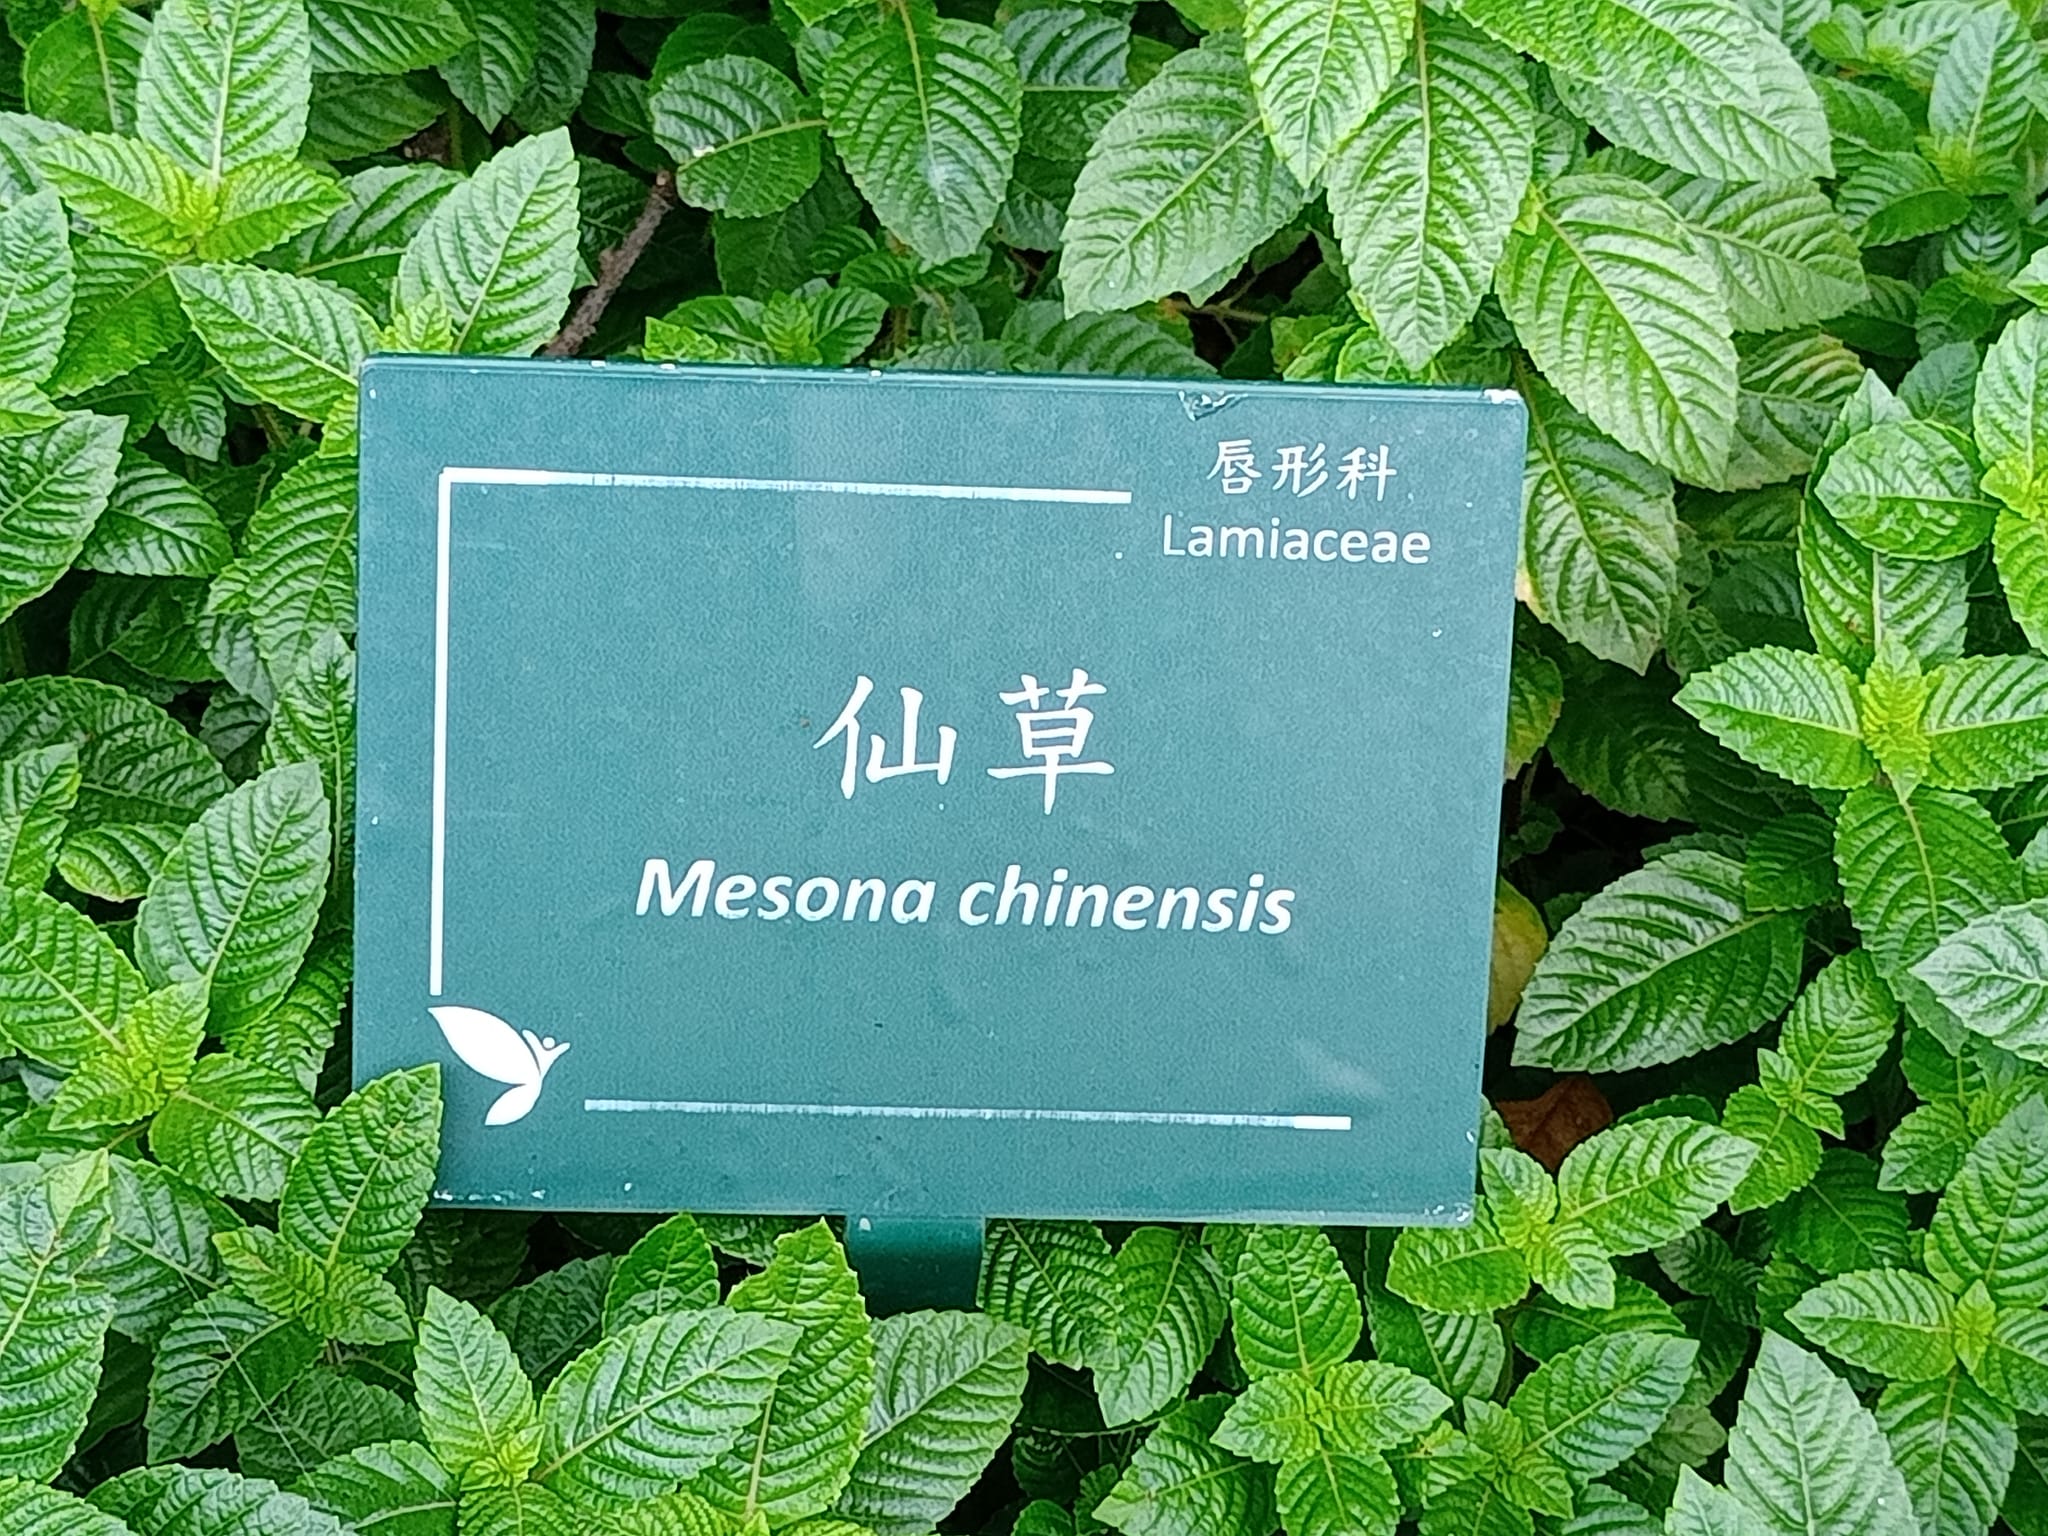 唇形科
Lamiaceae
仙草
Mesona chinensis